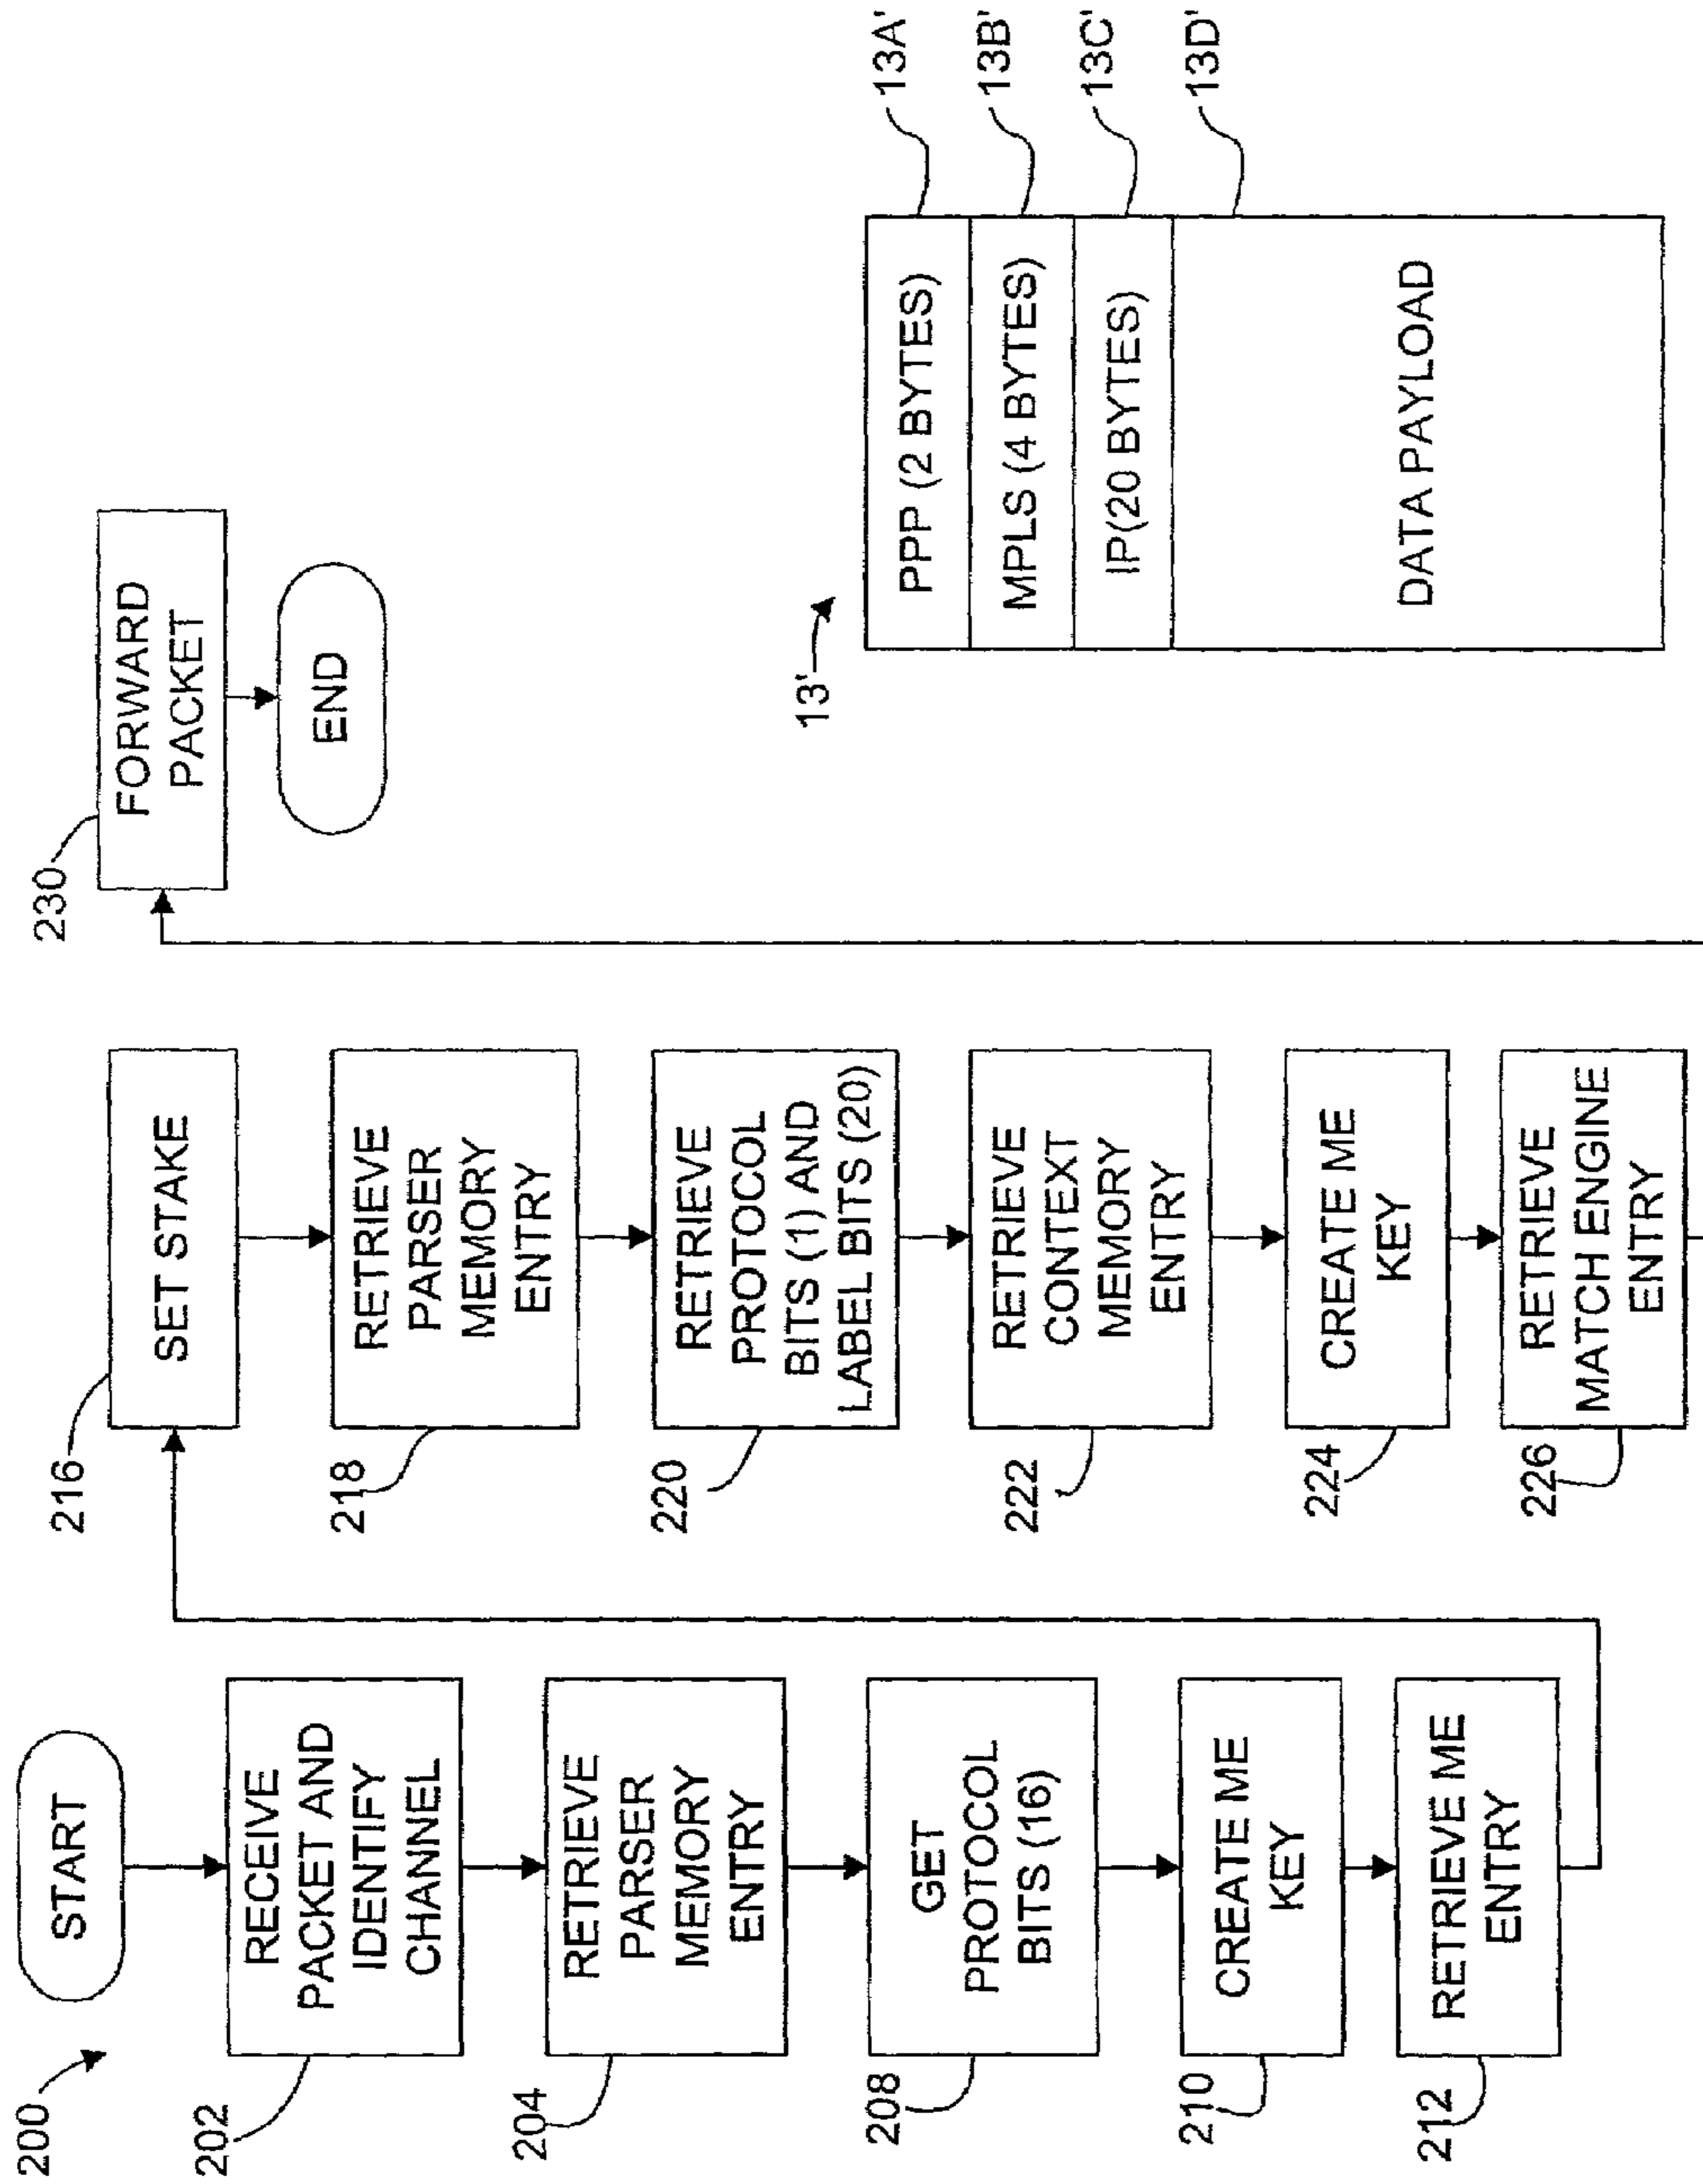 200
START
202
RECEIVE
PACKET AND
IDENTIFY
CHANNEL
204
RETRIEVE
PARSER
MEMORY
ENTRY
208
GET
PROTOCOL
BITS (16)
210
CREATE ME
KEY
212
RETRIEVE ME
ENTRY
216
SET STAKE
218
RETRIEVE
PARSER
MEMORY
ENTRY
220
RETRIEVE
PROTOCOL
BITS (1) AND
LABEL BITS (20)
222
RETRIEVE
CONTEXT
MEMORY
ENTRY
224
CREATE ME
KEY
226
RETRIEVE
MATCH ENGINE
ENTRY
230
FORWARD
PACKET
END
13'
PPP (2 BYTES)
13A'
MPLS (4 BYTES)
13B'
IP(20 BYTES)
13C'
DATA PAYLOAD
13D'